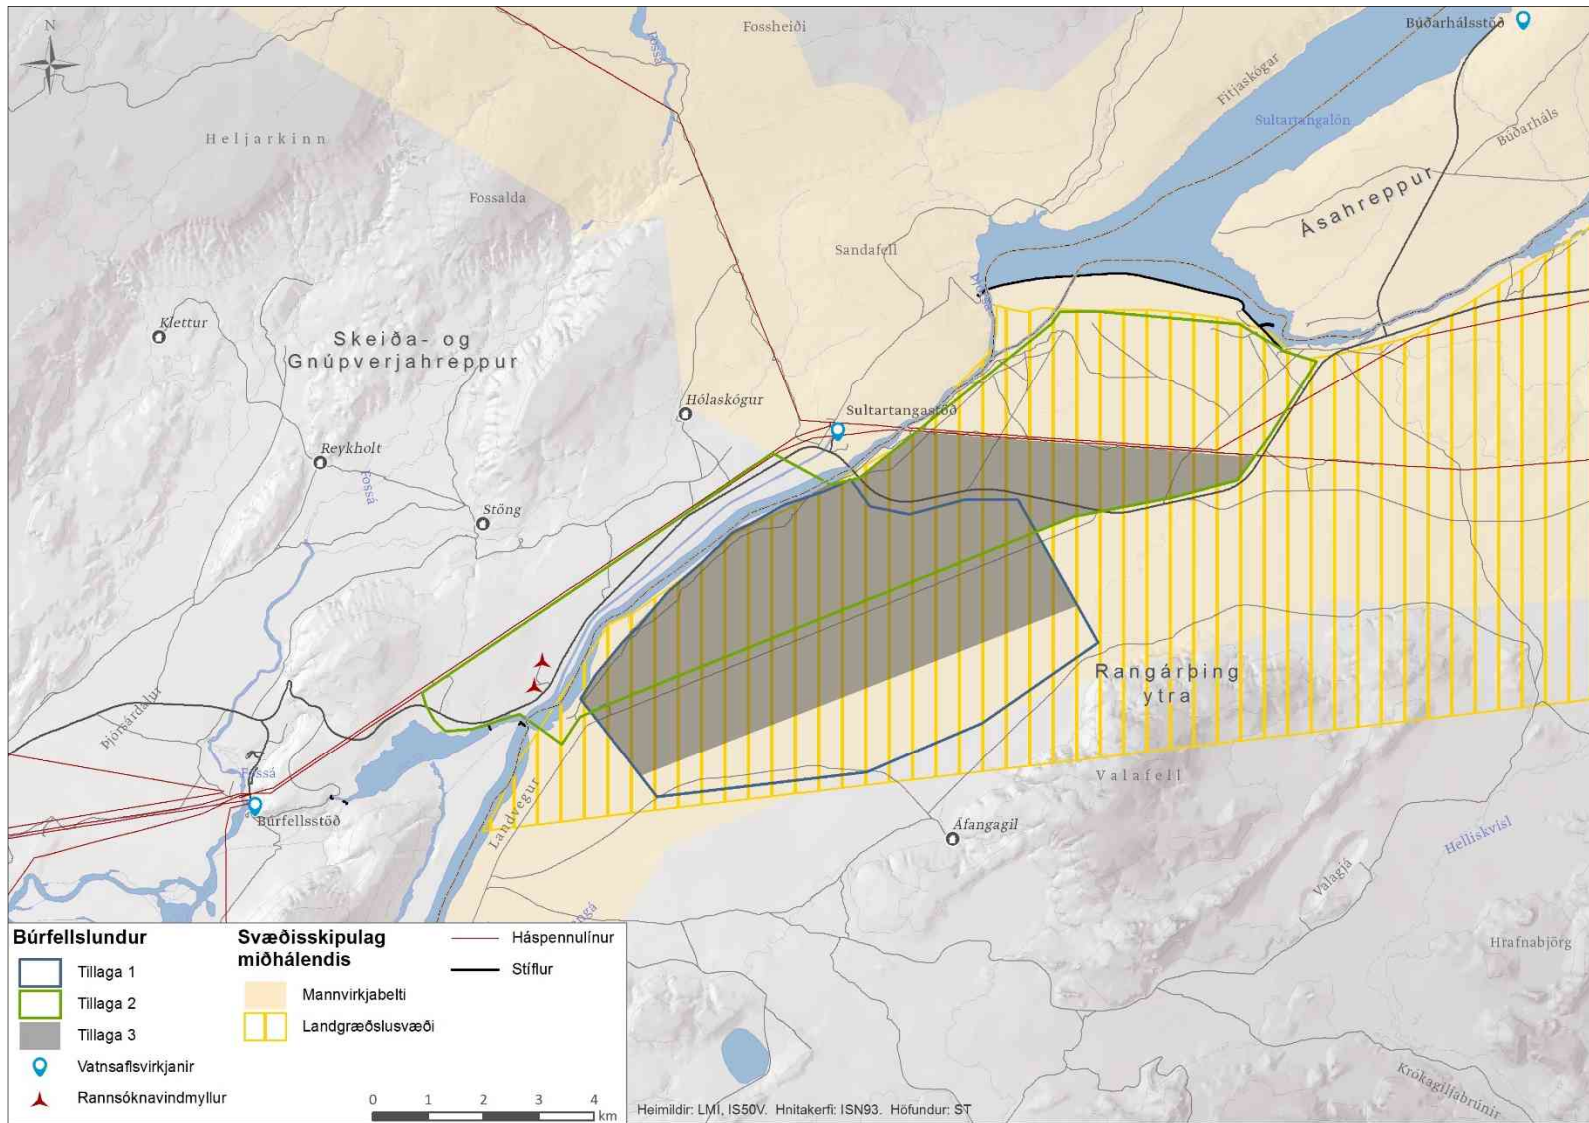 N
Fossá
Fossheiði
Búðarhálsstöð
Fitjaskógar
Sultartangalón
Búðarháls
Heljarkinn
Fossalda
Sandafell
Ásahreppur
Þjórsá
Klettur
Skeiða- og
Gnúpverjahreppur
Hólaskógur
Sultartangastöð
Reykholt
Fossá
Stöng
Rangárþing
ytra
Þjórsárdalur
Fossá
Búrfellsstöð
Landvegur
Valafell
Áfangagil
Helliskvísl
Valagjá
Hrafnabjörg
Krókagiljabrúnir
Búrfellslundur
Tillaga 1
Tillaga 2
Tillaga 3
Vatnsaflsvirkjanir
Rannsóknavindmyllur
Svæðisskipulag
miðhálendis
Mannvirkjabelti
Landgræðslusvæði
Háspennulínur
Stíflur
0 1 2 3 4
km
Heimildir: LMÍ, IS50V. Hnitakerfi: ISN93. Höfundur: ST